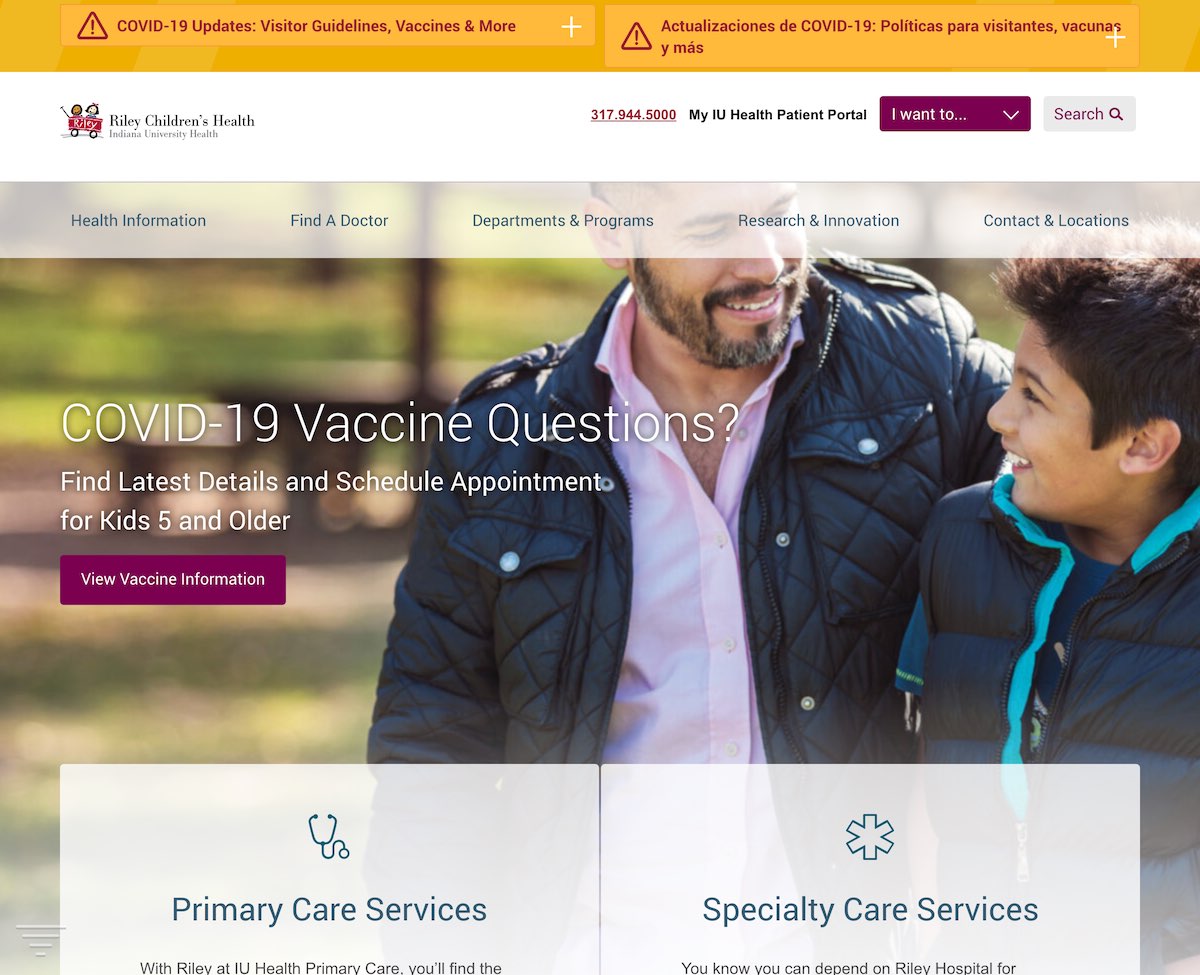 COVID-19 Updates: Visitor Guidelines, Vaccines & More
Actualizaciones de COVID-19: Políticas para visitantes, vacunas
y más
Riley
Riley Children's Health
Indiana University Health
317.944.5000
My IU Health Patient Portal
I want to...
Search
Health Information
Find A Doctor
Departments & Programs
Research & Innovation
Contact & Locations
COVID-19 Vaccine Questions?
Find Latest Details and Schedule Appointment
for Kids 5 and Older
View Vaccine Information
Primary Care Services
With Riley at IU Health Primary Care, you'll find the
Specialty Care Services
You know you can depend on Riley Hospital for